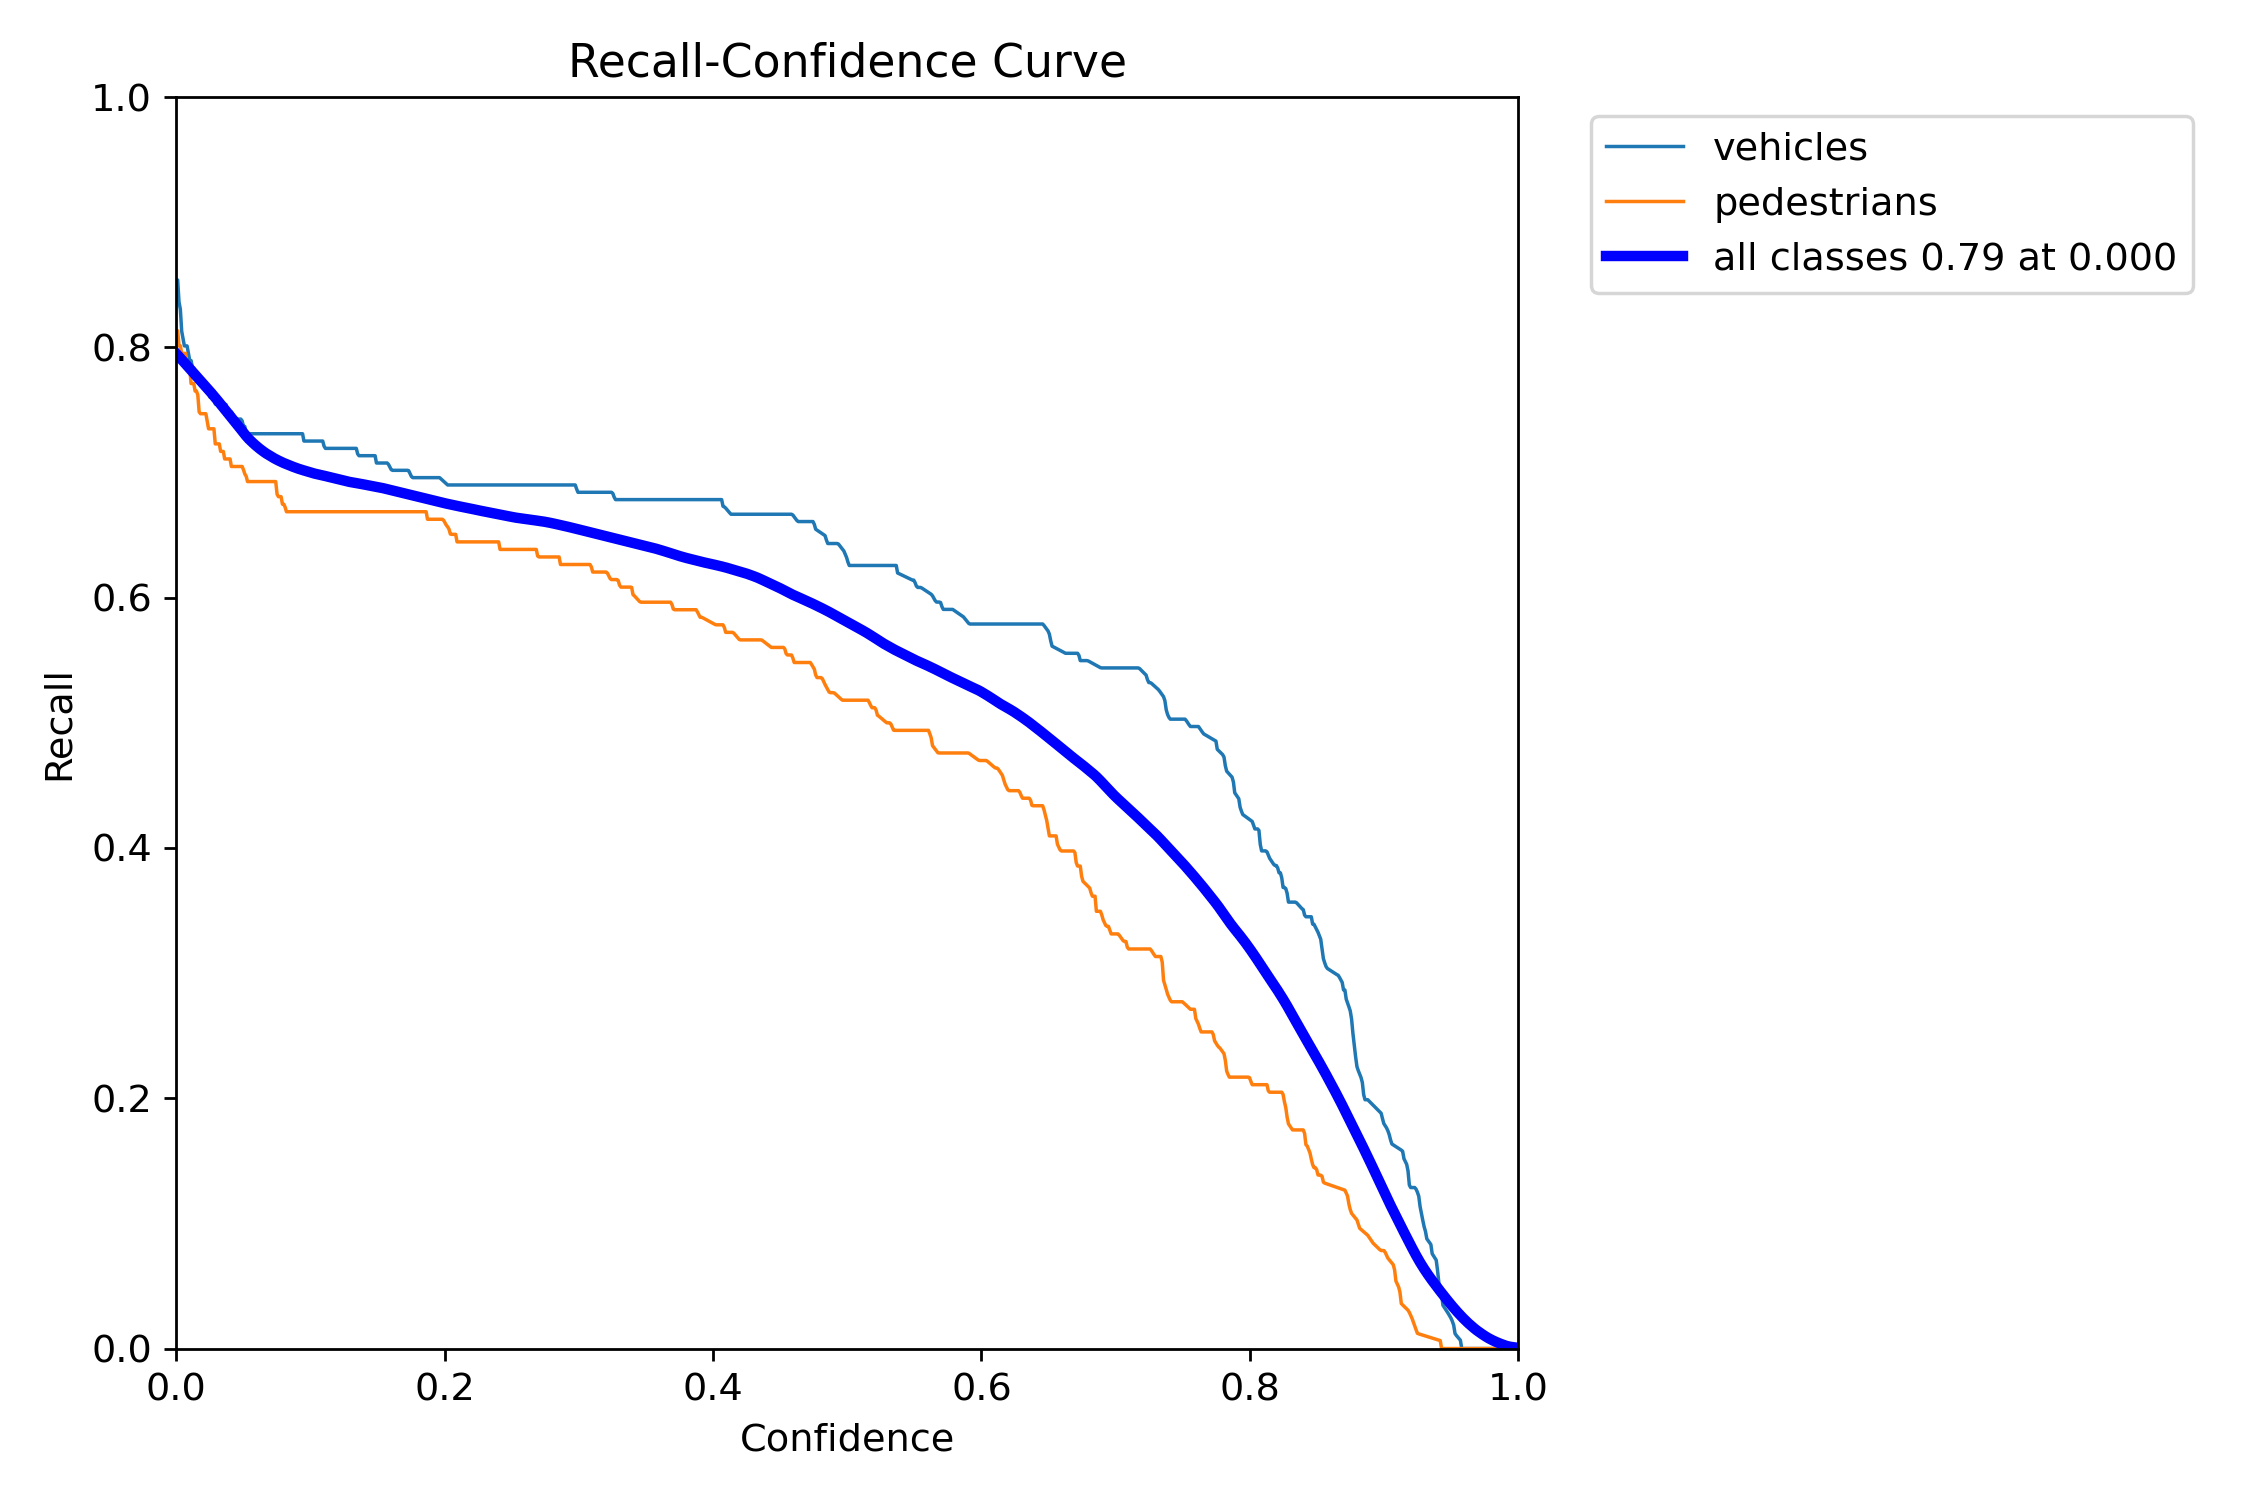 Recall-Confidence Curve
1.0
0.8
0.6
0.4
0.2
0.0
Recall
0.0 0.2 0.4 0.6 0.8 1.0
Confidence
vehicles
pedestrians
all classes 0.79 at 0.000